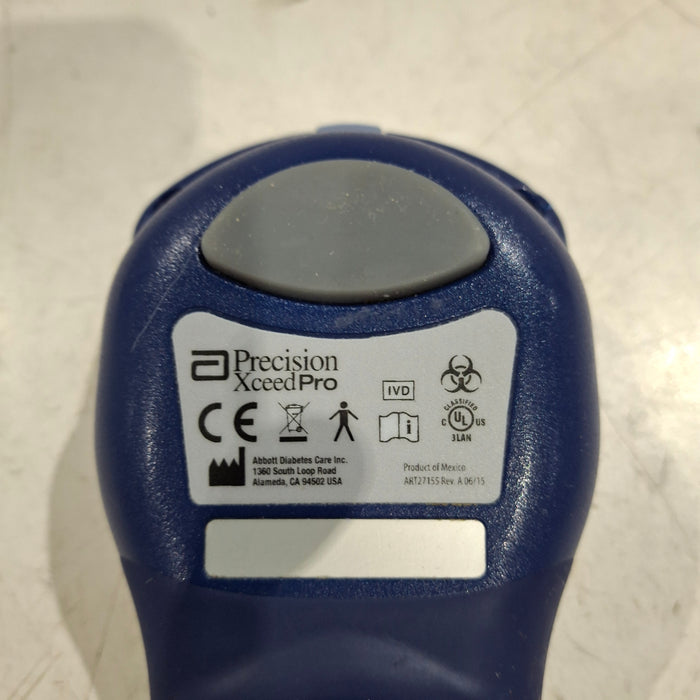 Precision
XceedPro
IVD
CE
CLASSIFIED
C UL US
3LAN
i
Abbott Diabetes Care Inc.
1360 South Loop Road
Alameda, CA 94502 USA
Product of Mexico
ART27155 Rev. A 06/15